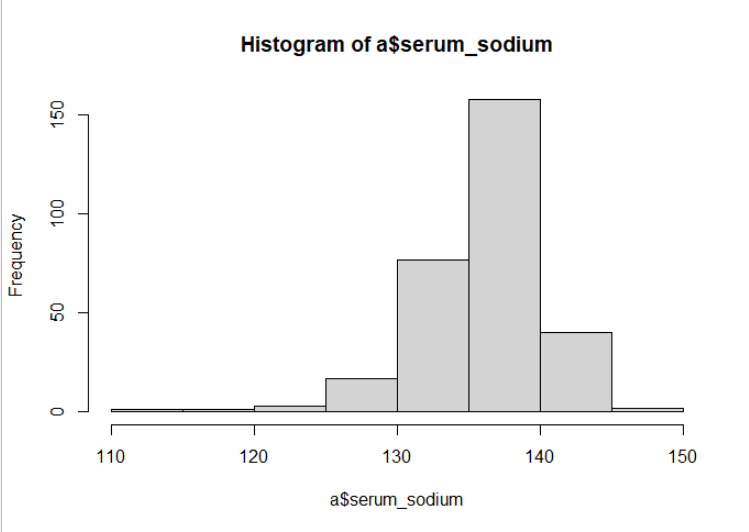 Histogram of a$serum_sodium
Frequency
150
100
50
0
110 120 130 140 150
a$serum_sodium